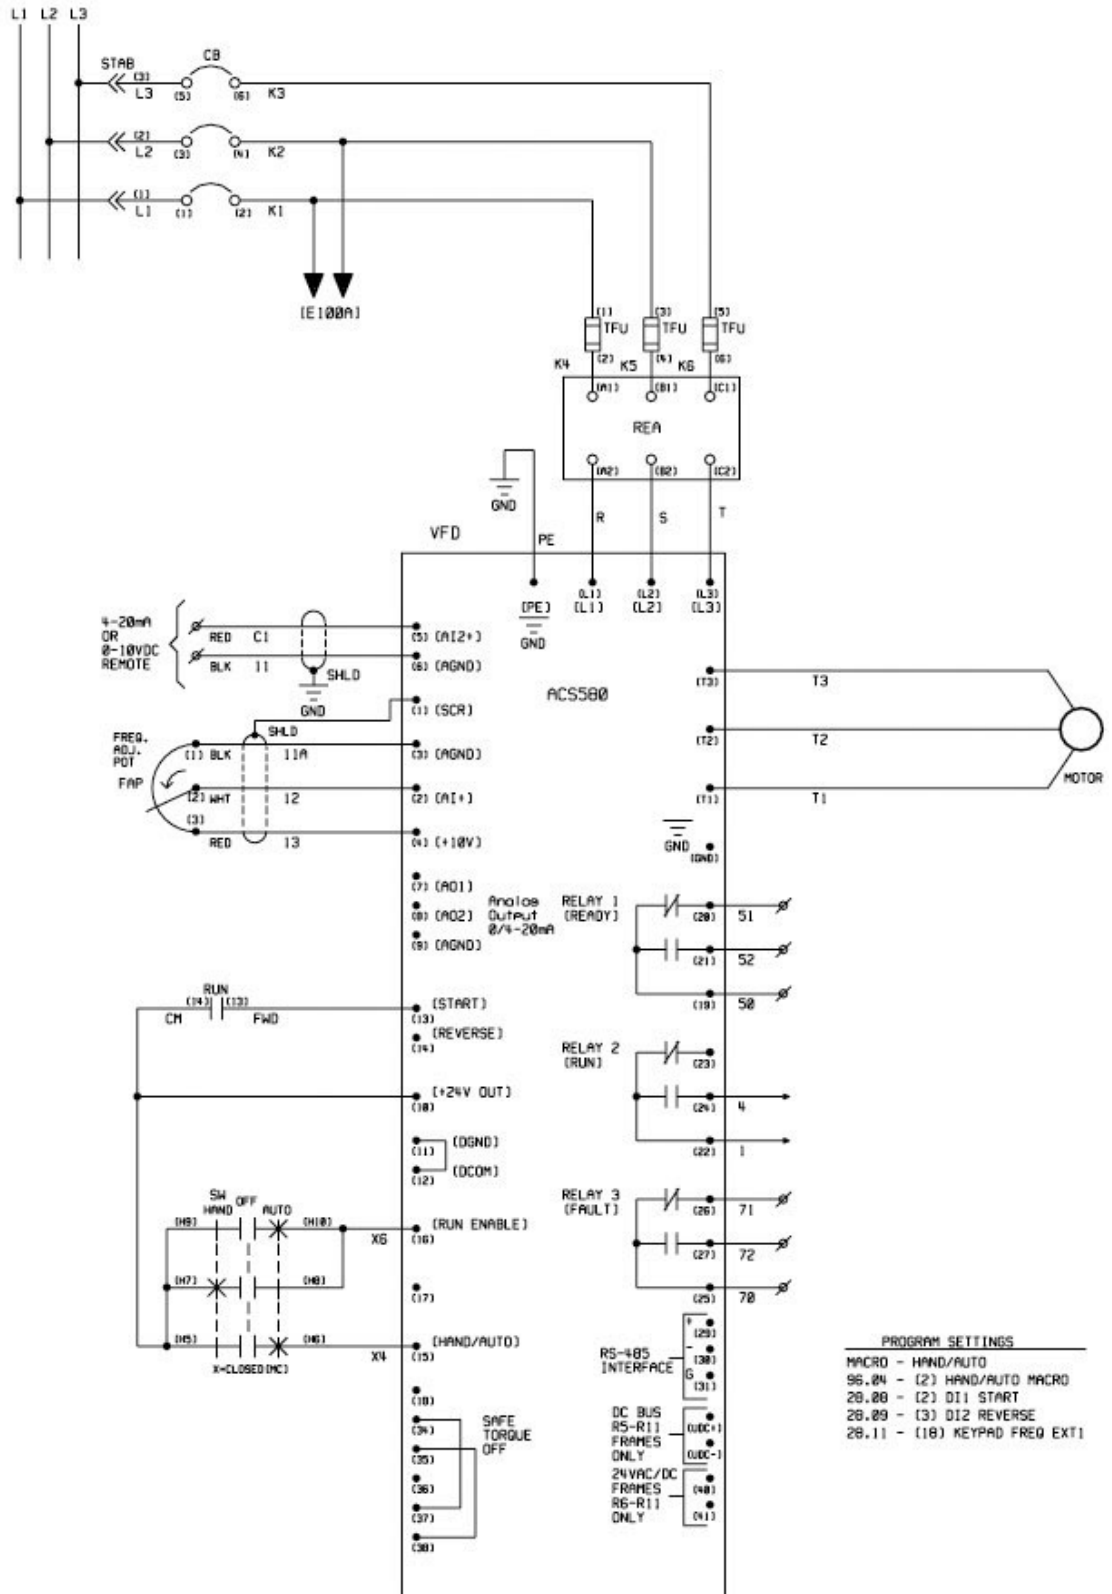 L1 L2 L3
STAB CB
(3) L3 (5) (6) K3
(2) L2 (3) (4) K2
(1) L1 (1) (2) K1
[E100A]
(1) TFU (3) TFU (5) TFU
K4 (2) K5 (4) K6 (6)
(A1) (B1) (C1)
REA
(A2) (B2) (C2)
GND
R S T
VFD PE
(L1) (L2) (L3)
[PE] [L1] [L2] [L3]
GND
4-20mA
OR
0-10VDC
REMOTE
RED C1 (5) (AI2+)
BLK 11 (6) (AGND)
SHLD
GND
ACS580
(1) (SCR)
SHLD
FREQ.
ADJ.
POT
FAP
(1) BLK 11A (3) (AGND)
(2) WHT 12 (2) (AI+)
(3)
RED 13 (4) (+10V)
(T3) T3
(T2) T2
MOTOR
(T1) T1
GND
(GND)
(7) (AO1)
(8) (AO2)
(9) (AGND)
Analog
Output
0/4-20mA
RELAY 1
(READY)
(20) 51
(21) 52
(19) 50
RUN
(14) (13)
CM FWD
(START)
(13)
(REVERSE)
(14)
RELAY 2
(RUN)
(23)
(24) 4
(22) 1
(+24V OUT)
(10)
(DGND)
(11)
(DCOM)
(12)
RELAY 3
(FAULT)
(26) 71
(27) 72
(25) 70
SW
HAND OFF AUTO
(H9) (H10) X6 (RUN ENABLE)
(16)
(H7) (H8)
(17)
(H5) (H6) X4 (HAND/AUTO)
(15)
X=CLOSED(MC)
(18)
(34)
(35)
(36)
(37)
(38)
SAFE
TORQUE
OFF
RS-485
INTERFACE
+ (29)
- (30)
G (31)
DC BUS
R5-R11
FRAMES
ONLY
(UDC+)
(UDC-)
24VAC/DC
FRAMES
R6-R11
ONLY
(40)
(41)
PROGRAM SETTINGS
MACRO - HAND/AUTO
96.04 - (2) HAND/AUTO MACRO
28.08 - (2) DI1 START
28.09 - (3) DI2 REVERSE
28.11 - (18) KEYPAD FREQ EXT1